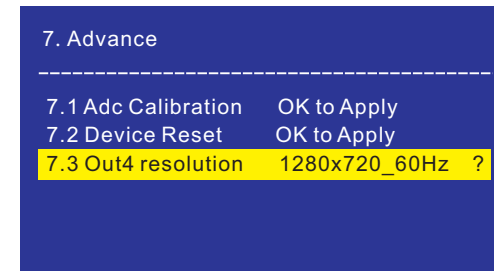 7. Advance
7.1 Adc Calibration OK to Apply
7.2 Device Reset OK to Apply
7.3 Out4 resolution 1280x720_60Hz ?